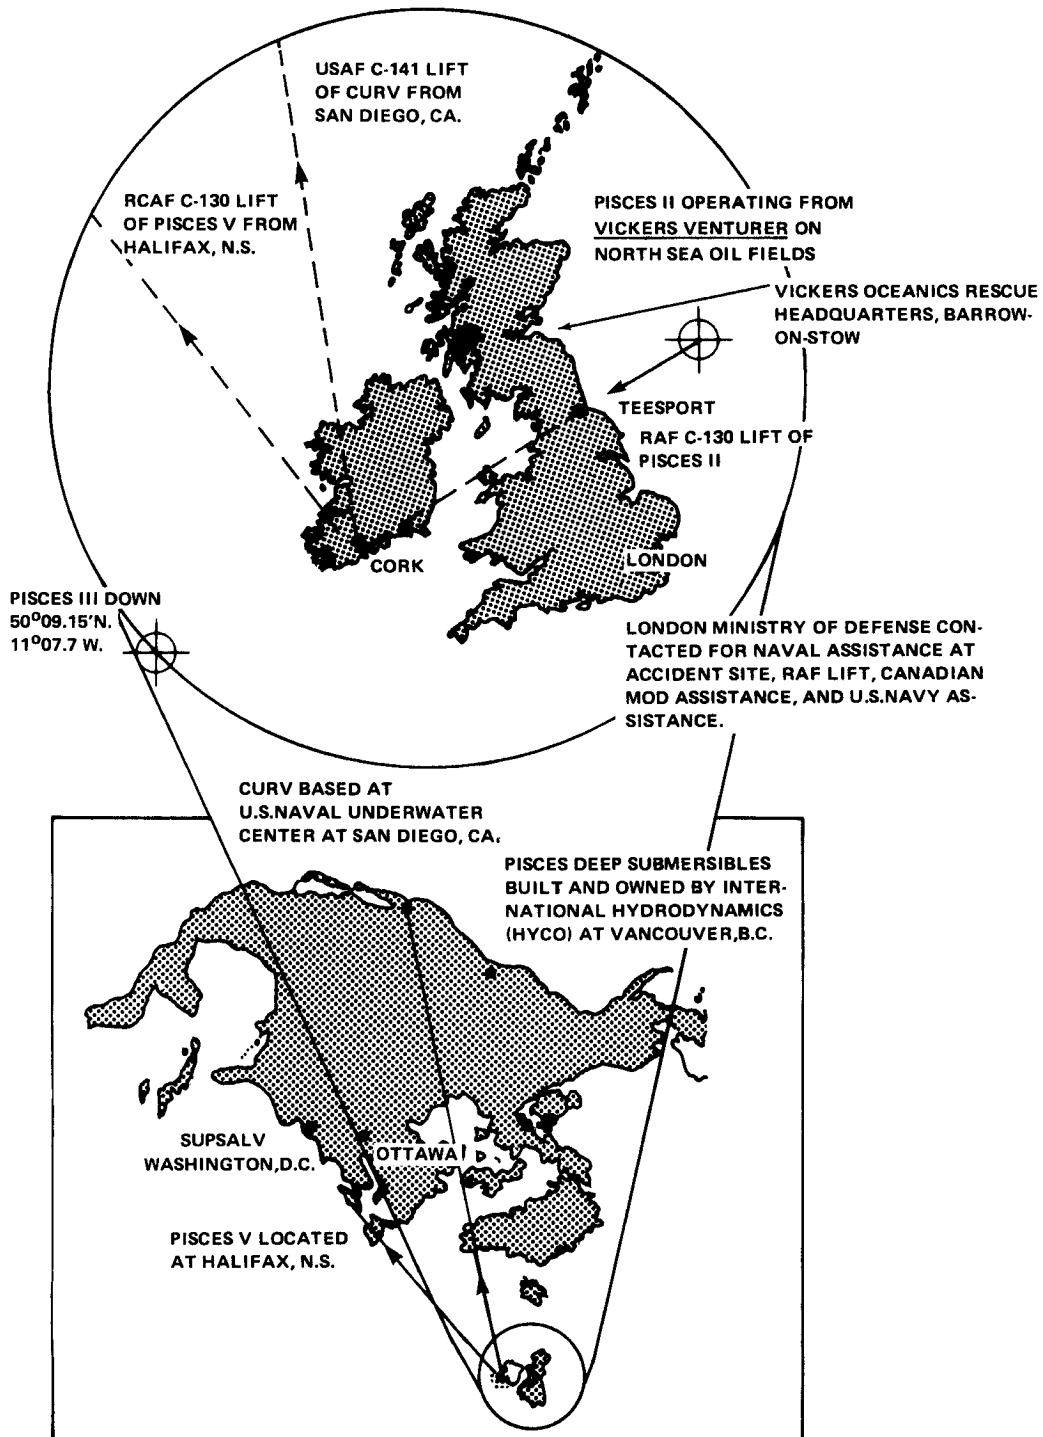 USAF C-141 LIFT
OF CURV FROM
SAN DIEGO, CA.
RCAF C-130 LIFT
OF PISCES V FROM
HALIFAX, N.S.
PISCES II OPERATING FROM
VICKERS VENTURER ON
NORTH SEA OIL FIELDS
VICKERS OCEANICS RESCUE
HEADQUARTERS, BARROW-
ON-STOW
TEESPORT
RAF C-130 LIFT OF
PISCES II
CORK
LONDON
PISCES III DOWN
50°09.15'N.
11°07.7 W.
LONDON MINISTRY OF DEFENSE CON-
TACTED FOR NAVAL ASSISTANCE AT
ACCIDENT SITE, RAF LIFT, CANADIAN
MOD ASSISTANCE, AND U.S.NAVY AS-
SISTANCE.
CURV BASED AT
U.S.NAVAL UNDERWATER
CENTER AT SAN DIEGO, CA.
PISCES DEEP SUBMERSIBLES
BUILT AND OWNED BY INTER-
NATIONAL HYDRODYNAMICS
(HYCO) AT VANCOUVER,B.C.
SUPSALV
WASHINGTON,D.C.
OTTAWA
PISCES V LOCATED
AT HALIFAX, N.S.